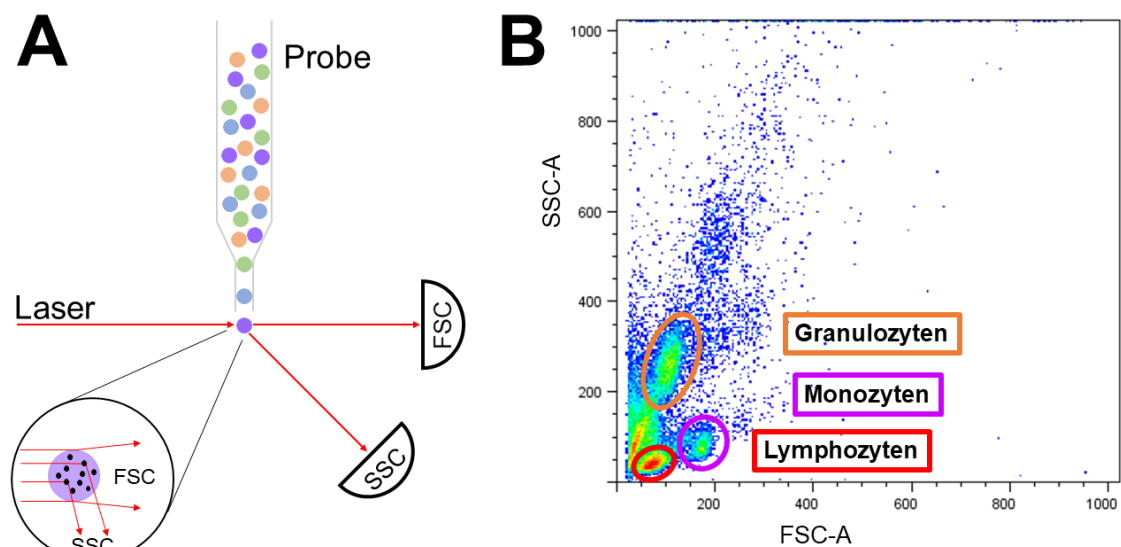 A
Probe
Laser
FSC
SSC
FSC
SSC
B
SSC-A
1000
800
600
400
200
Granulozyten
Monozyten
Lymphozyten
200
400
600
800
1000
FSC-A